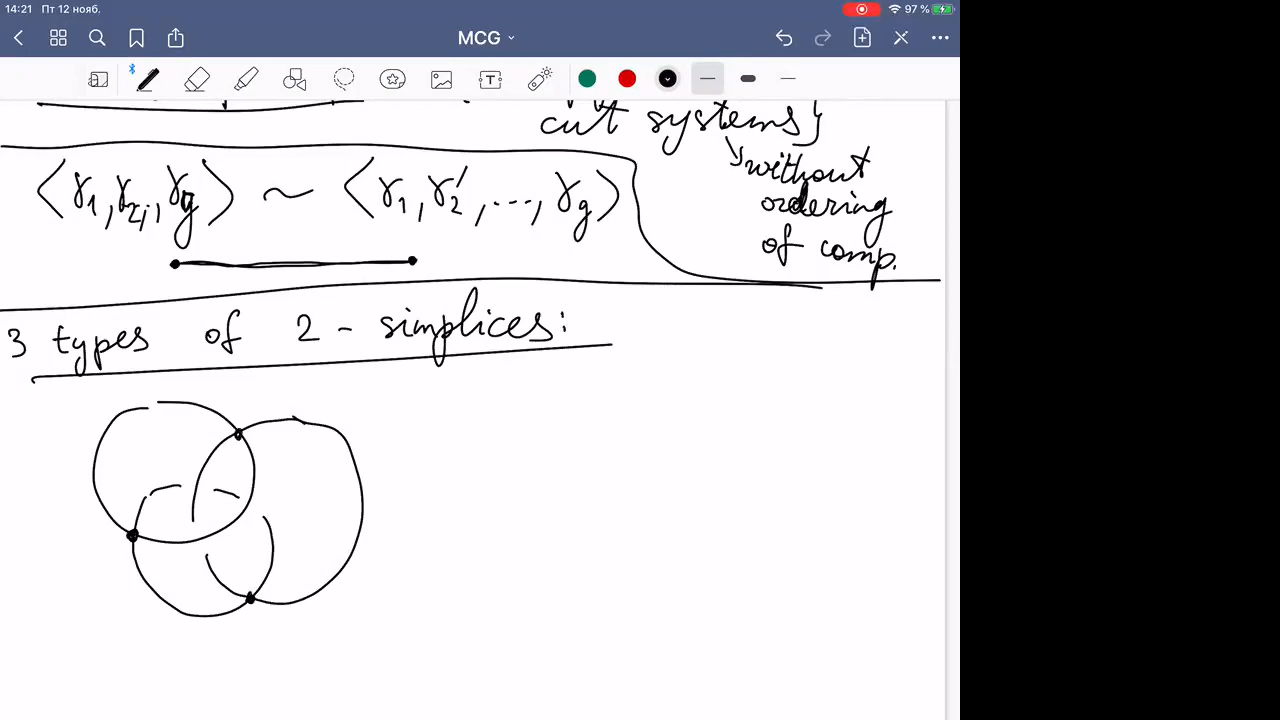 14:21 Пт 12 нояб.
97 %
MCG
cut systems}
without
ordering
of comp.
⟨γ₁, γ₂,, γg⟩ ~ ⟨γ₁, γ₂′, ..., γg⟩
3 types of 2 - simplices: